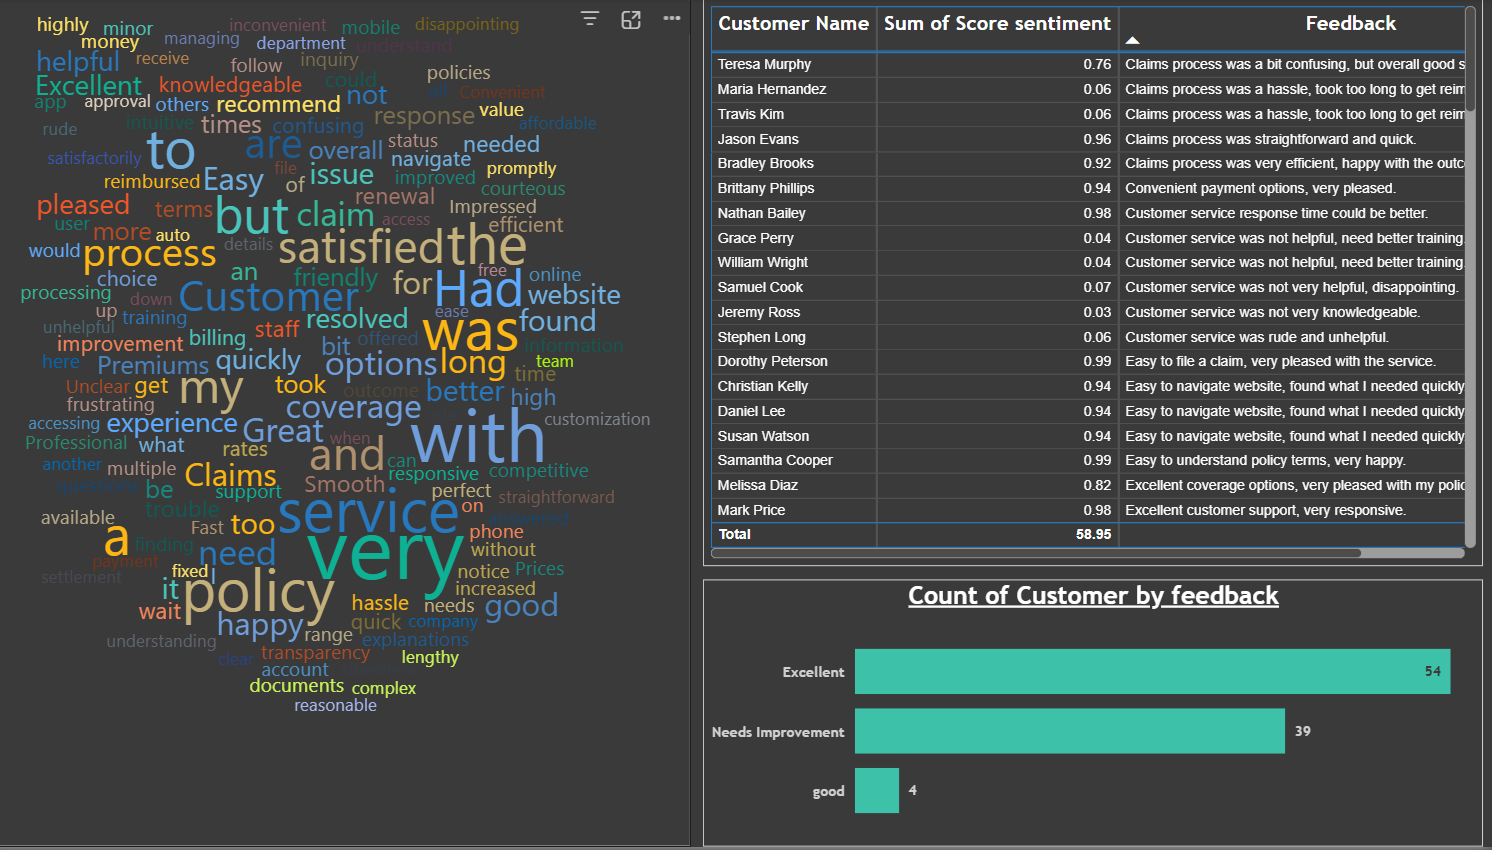 highly minor inconvenient mobile disappointing
money managing department understand
helpful receive follow inquiry policies
Excellent knowledgeable could all Convenient
app approval others recommend not response value
rude intuitive times confusing affordable
satisfactorily to are overall status navigate needed
reimbursed Easy file of issue improved promptly
pleased terms renewal courteous
user more auto but claim access Impressed efficient
would process details satisfied the
choice an friendly for free online
processing down Customer Had website
up training ease
unhelpful billing staff resolved was found
improvement bit offered information
here Premiums quickly options long team
Unclear get my took outcome better time high
frustrating coverage customization
accessing experience Great with
Professional what rates when and can
another multiple Claims responsive competitive
be support Smooth perfect straightforward
available trouble service on
a Fast too phone
finding need very without
payment
settlement fixed I notice Prices
it policy increased
wait hassle needs good
happy range quick company
understanding explanations
clear transparency lengthy
account
documents complex
reasonable
Customer Name Sum of Score sentiment Feedback
Teresa Murphy 0.76 Claims process was a bit confusing, but overall good s
Maria Hernandez 0.06 Claims process was a hassle, took too long to get reim
Travis Kim 0.06 Claims process was a hassle, took too long to get reim
Jason Evans 0.96 Claims process was straightforward and quick.
Bradley Brooks 0.92 Claims process was very efficient, happy with the outc
Brittany Phillips 0.94 Convenient payment options, very pleased.
Nathan Bailey 0.98 Customer service response time could be better.
Grace Perry 0.04 Customer service was not helpful, need better training.
William Wright 0.04 Customer service was not helpful, need better training.
Samuel Cook 0.07 Customer service was not very helpful, disappointing.
Jeremy Ross 0.03 Customer service was not very knowledgeable.
Stephen Long 0.06 Customer service was rude and unhelpful.
Dorothy Peterson 0.99 Easy to file a claim, very pleased with the service.
Christian Kelly 0.94 Easy to navigate website, found what I needed quickly
Daniel Lee 0.94 Easy to navigate website, found what I needed quickly
Susan Watson 0.94 Easy to navigate website, found what I needed quickly
Samantha Cooper 0.99 Easy to understand policy terms, very happy.
Melissa Diaz 0.82 Excellent coverage options, very pleased with my polic
Mark Price 0.98 Excellent customer support, very responsive.
Total 58.95
Count of Customer by feedback
Excellent 54
Needs Improvement 39
good 4